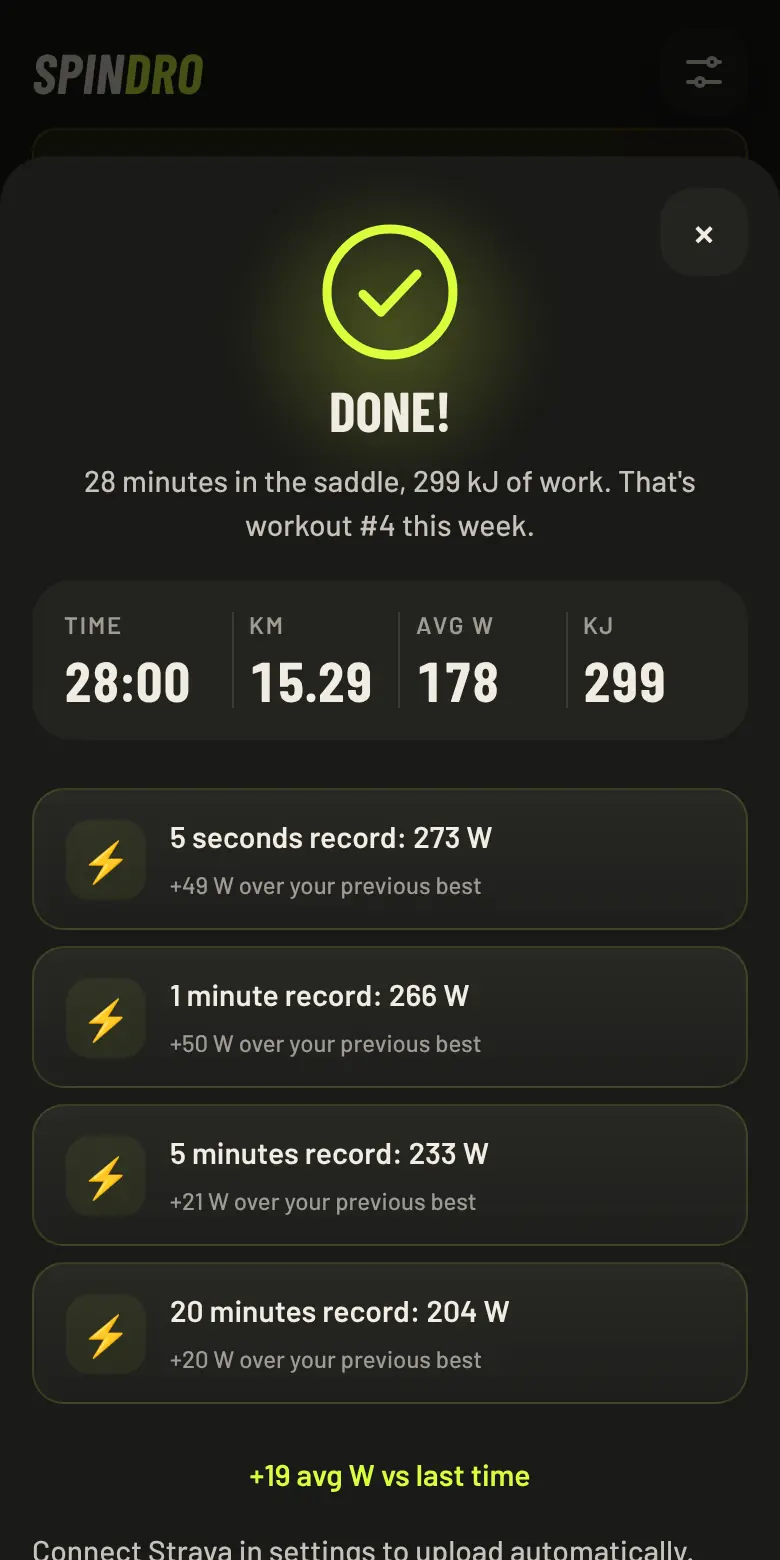 SPINDRO
×
DONE!
28 minutes in the saddle, 299 kJ of work. That's
workout #4 this week.
TIME KM AVG W KJ
28:00 15.29 178 299
5 seconds record: 273 W
+49 W over your previous best
1 minute record: 266 W
+50 W over your previous best
5 minutes record: 233 W
+21 W over your previous best
20 minutes record: 204 W
+20 W over your previous best
+19 avg W vs last time
Connect Strava in settings to upload automatically.